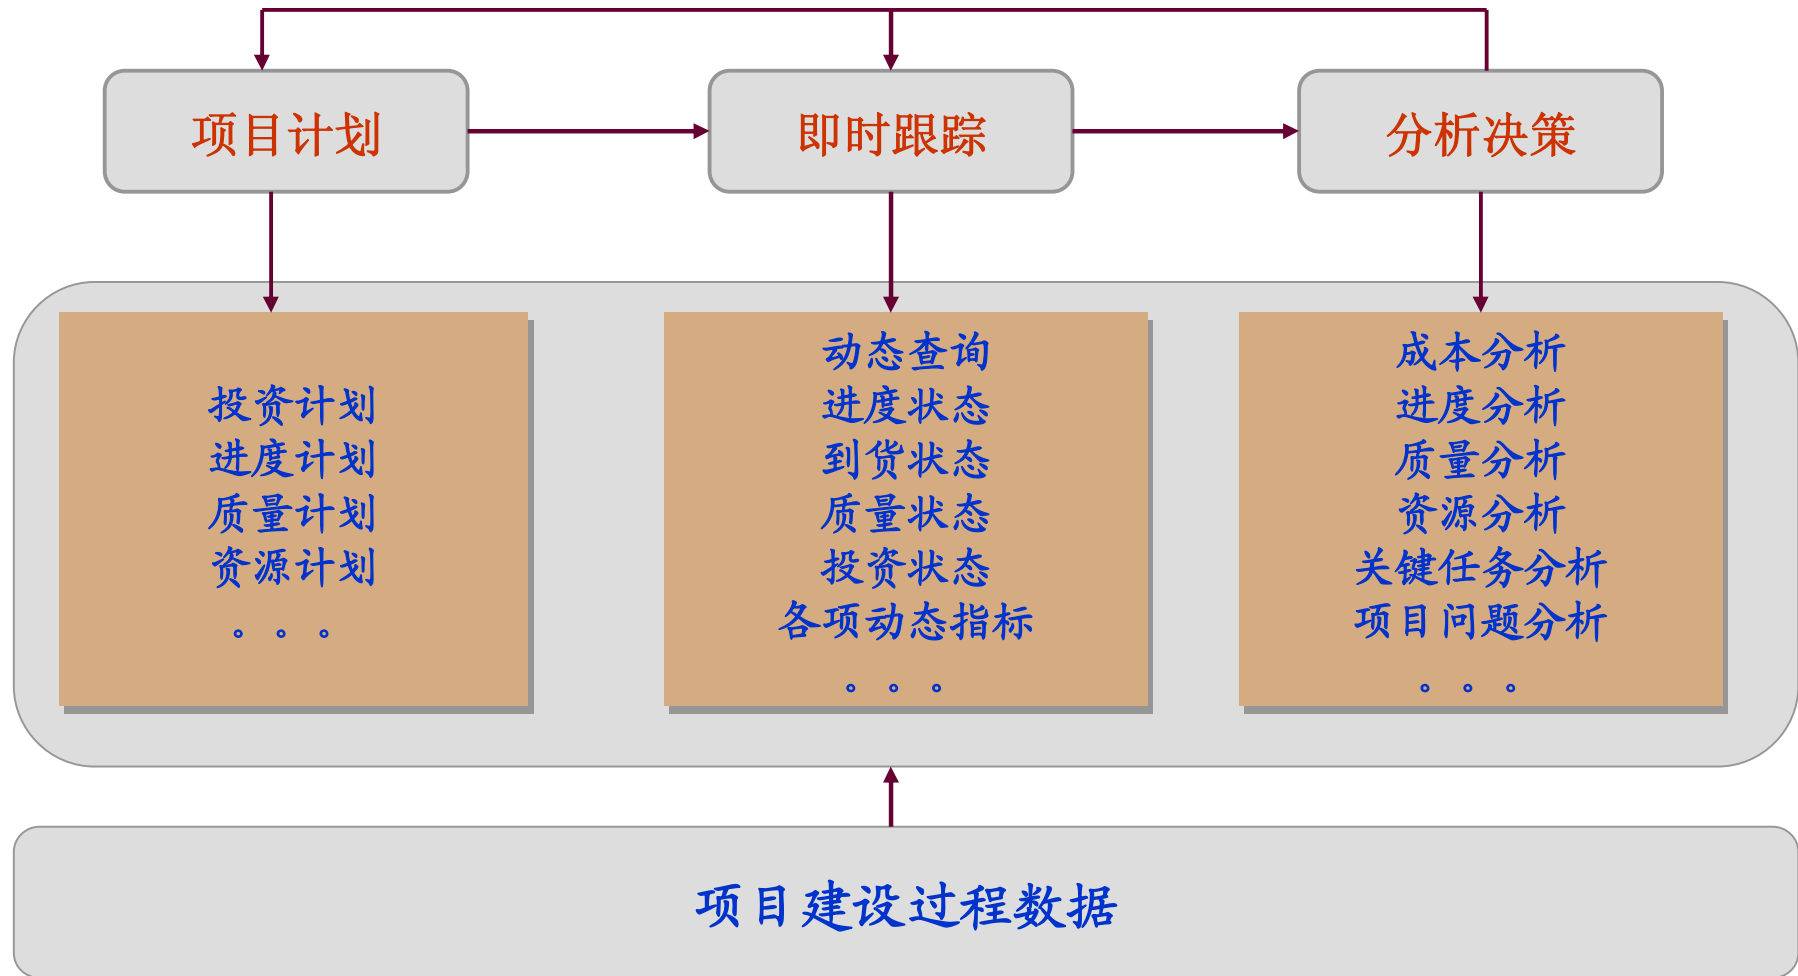 项目计划
即时跟踪
分析决策
投资计划
进度计划
质量计划
资源计划
。。。
动态查询
进度状态
到货状态
质量状态
投资状态
各项动态指标
。。。
成本分析
进度分析
质量分析
资源分析
关键任务分析
项目问题分析
。。。
项目建设过程数据